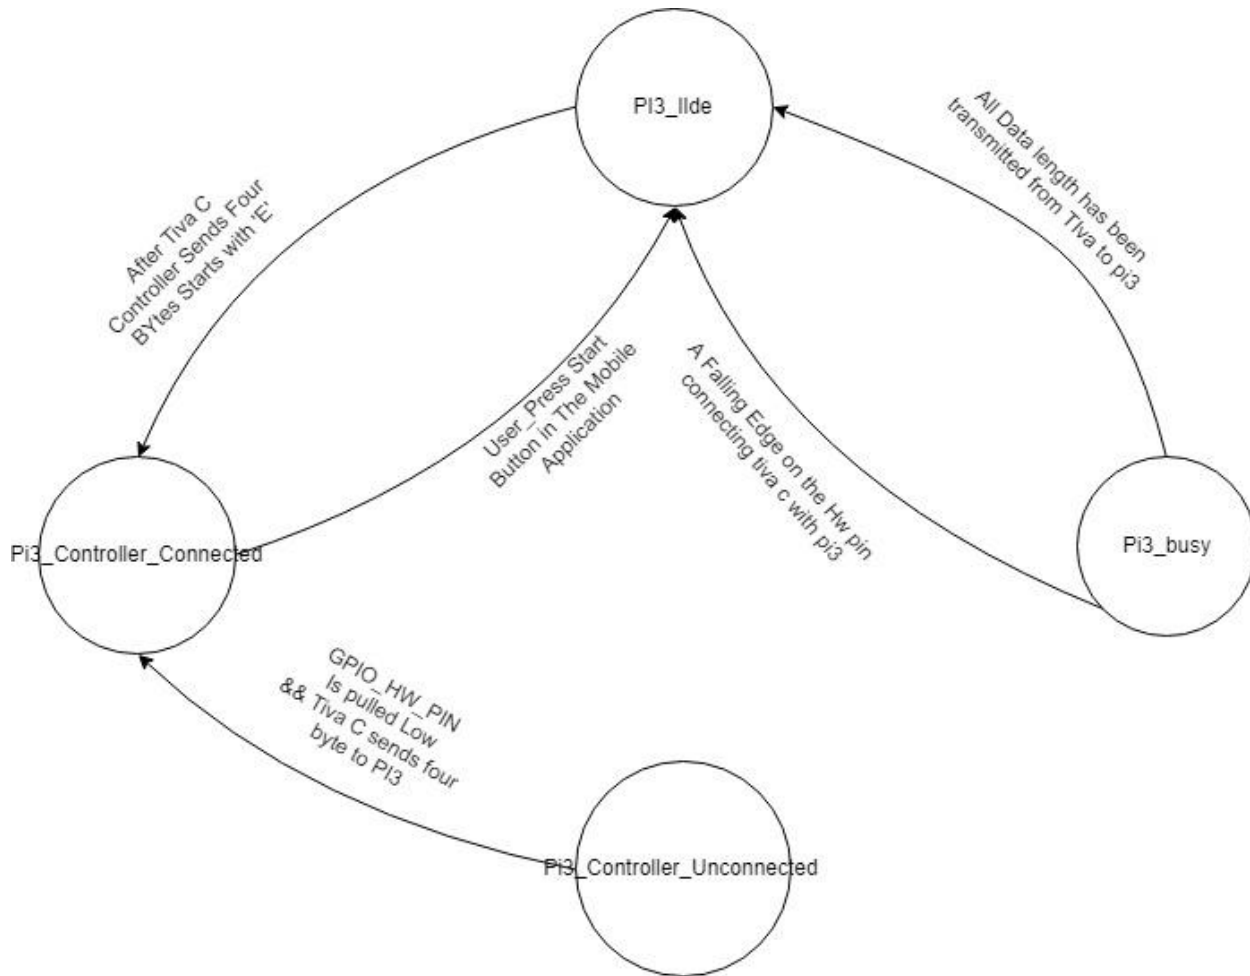 PI3_Ilde
All Data length has been
transmitted from TIva to pi3
After Tiva C
Controller Sends Four
BYtes Starts with 'E'
User_Press Start
Button in The Mobile
Application
A Falling Edge on the Hw pin
connecting tiva c with pi3
Pi3_Controller_Connected
Pi3_busy
GPIO_HW_PIN
Is pulled Low
&& Tiva C sends four
byte to PI3
Pi3_Controller_Unconnected